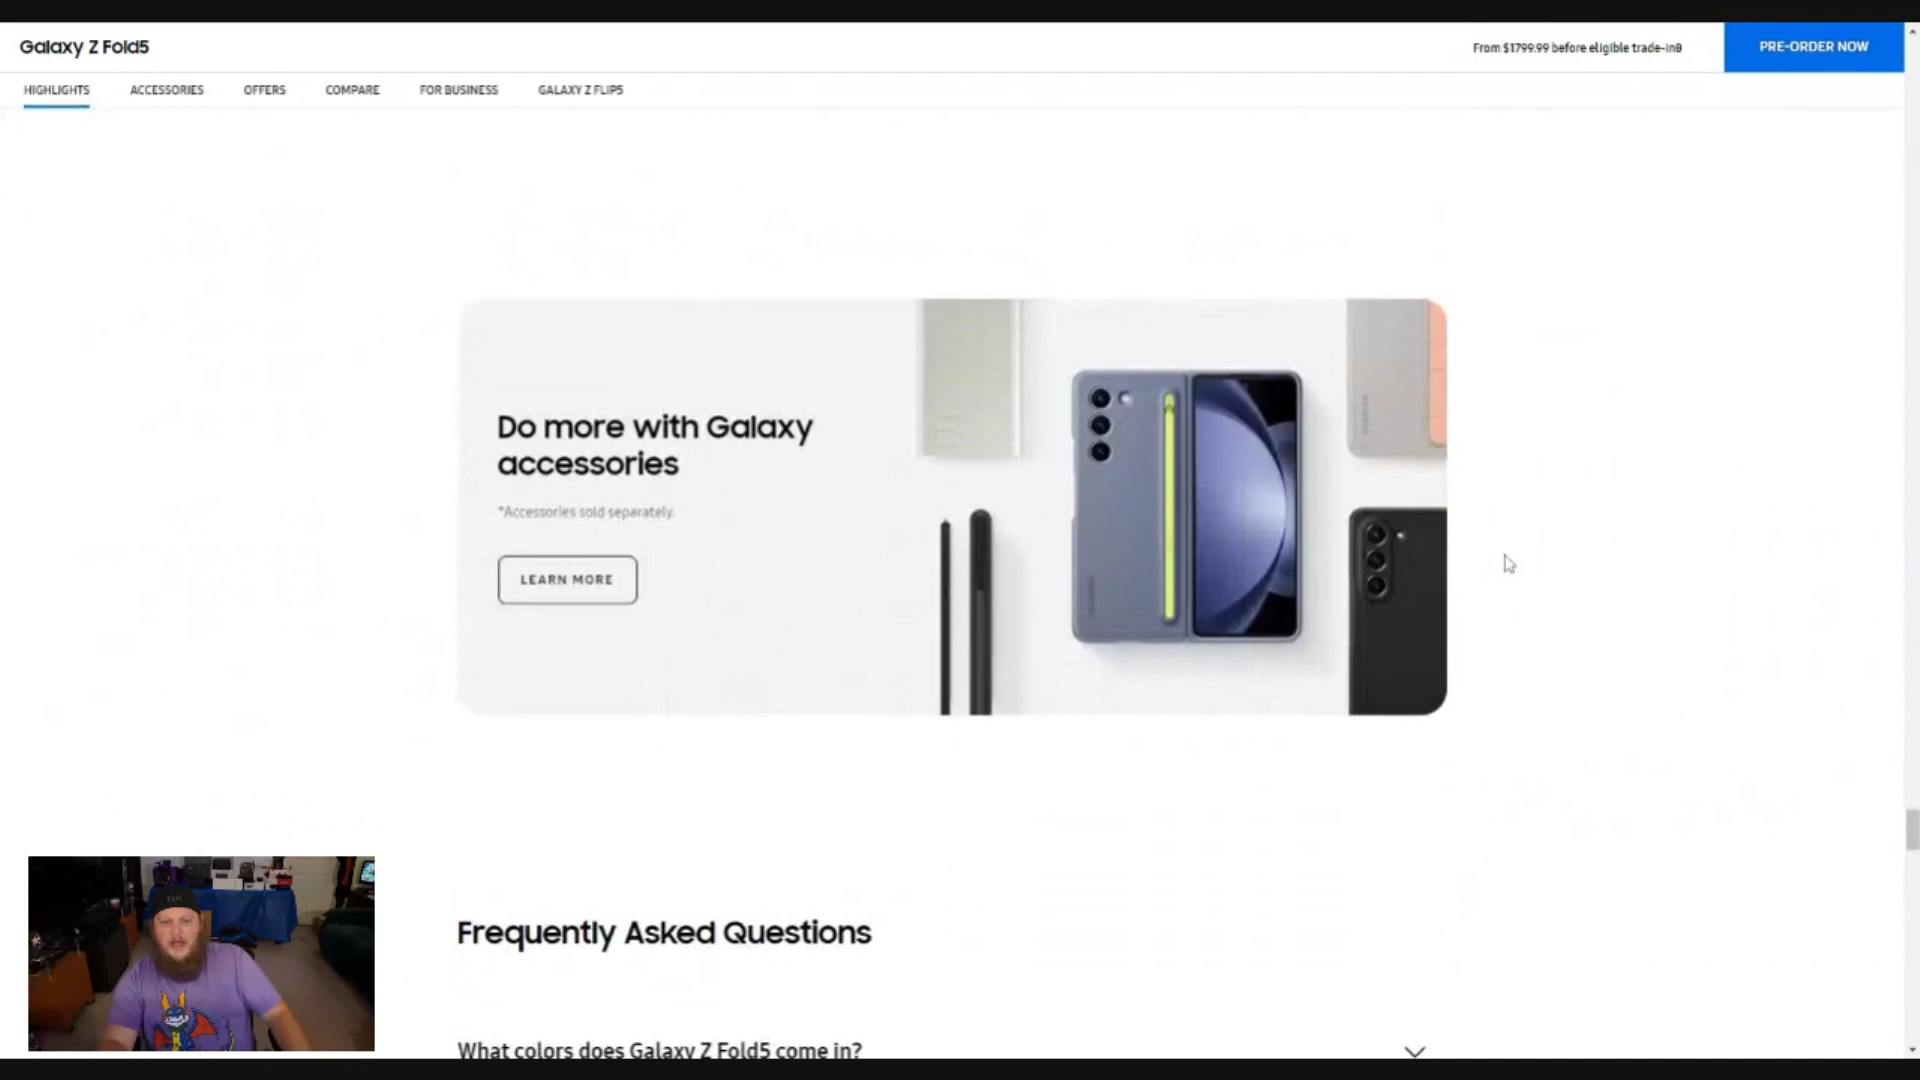 Galaxy Z Fold5
From $1799.99 before eligible trade-in
PRE-ORDER NOW
HIGHLIGHTS
ACCESSORIES
OFFERS
COMPARE
FOR BUSINESS
GALAXY Z FLIP5
Do more with Galaxy
accessories
*Accessories sold separately.
LEARN MORE
Frequently Asked Questions
What colors does Galaxy Z Fold5 come in?